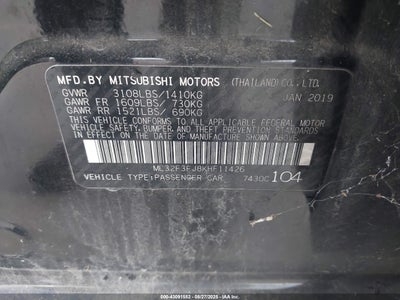 MFD.BY MITSUBISHI MOTORS (THAILAND)CO., LTD.
GVWR 3108LBS/1410KG JAN 2019
GAWR FR 1609LBS/ 730KG
GAWR RR 1521LBS/ 690KG
THIS VEHICLE CONFORMS TO ALL APPLICABLE FEDERAL MOTOR
VEHICLE SAFETY, BUMPER, AND THEFT PREVENTION STANDARDS
IN EFFECT ON THE DATE OF MANUFACTURE SHOWN ABOVE.
ML32F3FJ8KHF11426
VEHICLE TYPE:PASSENGER CAR 7430C 104